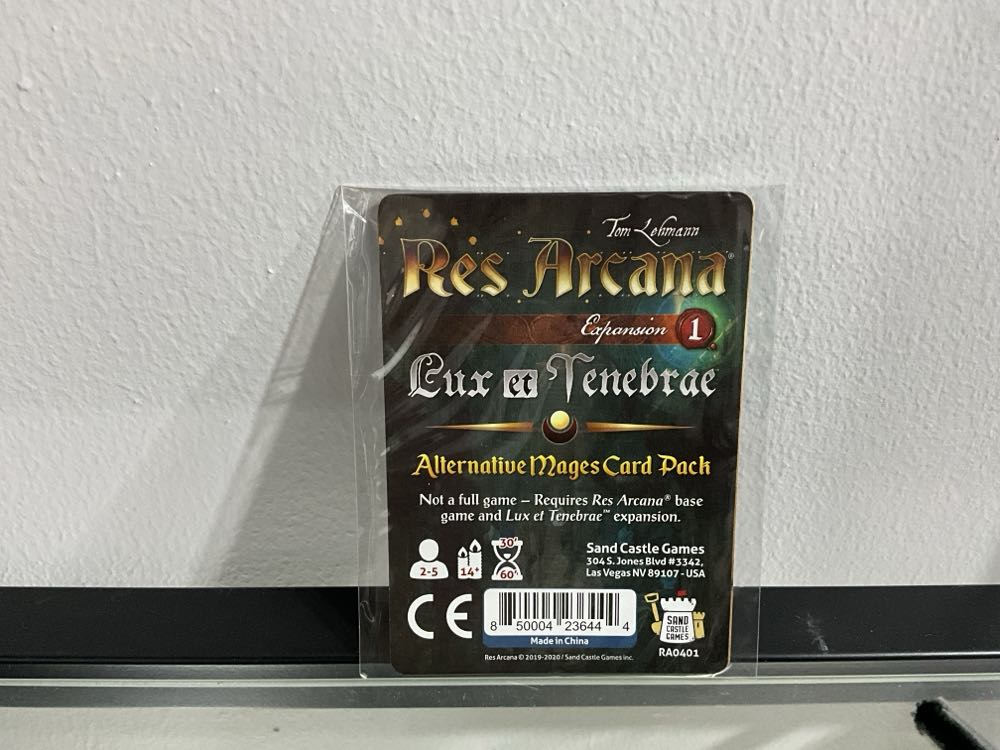 Tom Lehmann
Res Arcana®
Expansion 1
Lux et Tenebrae
Alternative Mages Card Pack
Not a full game – Requires Res Arcana® base
game and Lux et Tenebrae™ expansion.
2-5
14+
30'
60'
Sand Castle Games
304 S. Jones Blvd #3342,
Las Vegas NV 89107 - USA
CE
8 50004 23644 4
Made in China
SAND
CASTLE
GAMES
RA0401
Res Arcana © 2019-2020 / Sand Castle Games inc.